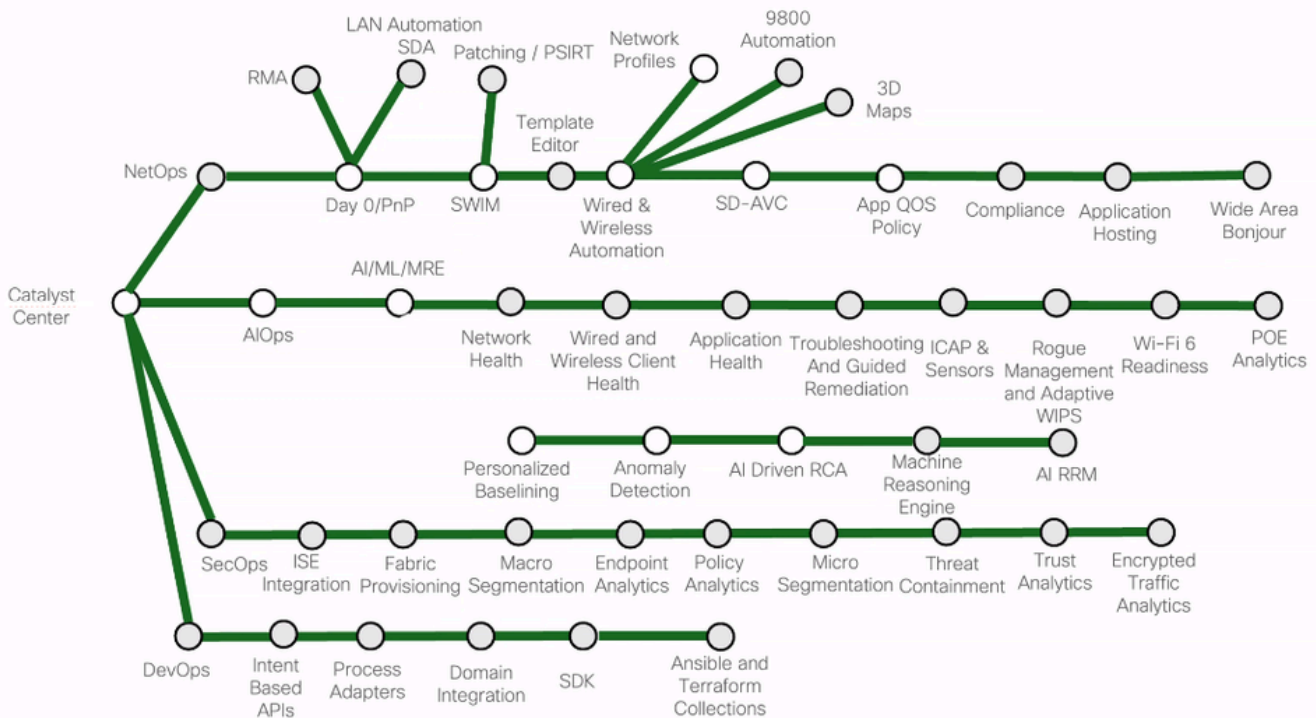 LAN Automation
SDA
RMA
Patching / PSIRT
Network
Profiles
9800
Automation
3D
Maps
Template
Editor
NetOps
Day 0/PnP
SWIM
Wired &
Wireless
Automation
SD-AVC
App QOS
Policy
Compliance
Application
Hosting
Wide Area
Bonjour
Catalyst
Center
AIOps
AI/ML/MRE
Network
Health
Wired and
Wireless Client
Health
Application
Health
Troubleshooting
And Guided
Remediation
ICAP &
Sensors
Rogue
Management
and Adaptive
WIPS
Wi-Fi 6
Readiness
POE
Analytics
Personalized
Baselining
Anomaly
Detection
AI Driven RCA
Machine
Reasoning
Engine
AI RRM
SecOps
ISE
Integration
Fabric
Provisioning
Macro
Segmentation
Endpoint
Analytics
Policy
Analytics
Micro
Segmentation
Threat
Containment
Trust
Analytics
Encrypted
Traffic
Analytics
DevOps
Intent
Based
APIs
Process
Adapters
Domain
Integration
SDK
Ansible and
Terraform
Collections